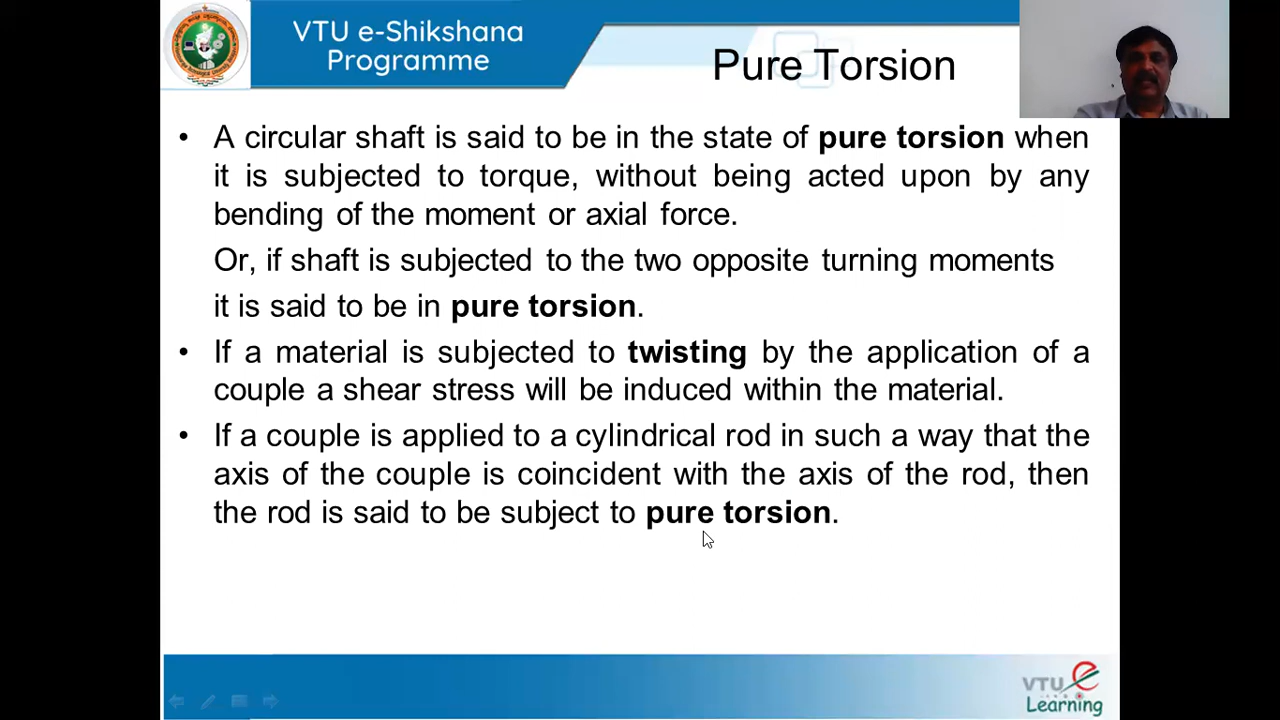 VTU e-Shikshana
Programme
Pure Torsion
• A circular shaft is said to be in the state of pure torsion when
it is subjected to torque, without being acted upon by any
bending of the moment or axial force.
Or, if shaft is subjected to the two opposite turning moments
it is said to be in pure torsion.
• If a material is subjected to twisting by the application of a
couple a shear stress will be induced within the material.
• If a couple is applied to a cylindrical rod in such a way that the
axis of the couple is coincident with the axis of the rod, then
the rod is said to be subject to pure torsion.
VTU e
Learning